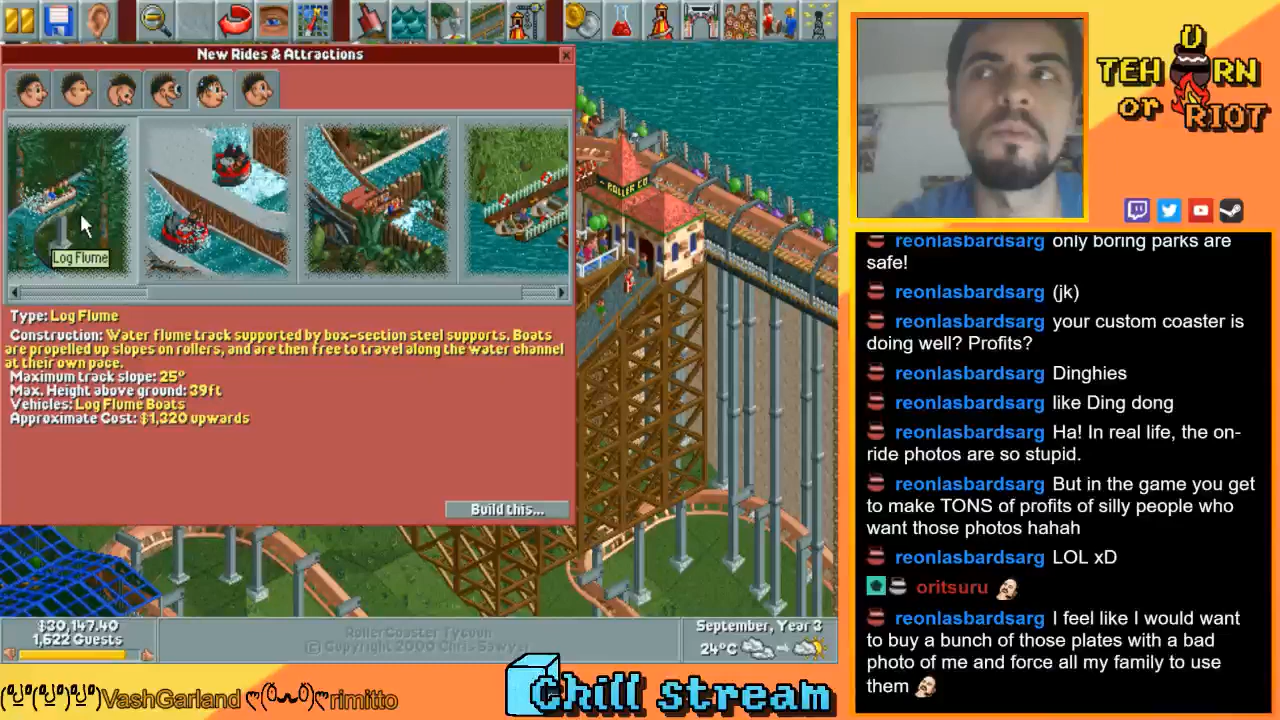 New Rides & Attractions
Log Flume
Type: Log Flume
Construction: Water flume track supported by box-section steel supports. Boats
are propelled up slopes on rollers, and are then free to travel along the water channel
at their own pace.
Maximum track slope: 25°
Max. Height above ground: 39ft
Vehicles: Log Flume Boats
Approximate Cost: $1,320 upwards
Build this...
ROLLER CO
$30,147.40
1,622 Guests
RollerCoaster Tycoon
© Copyright 2000 Chris Sawyer
September, Year 3
24°C
VashGarland
rimitto
Chill stream
TEH URN
or RIOT
reonlasbardsarg only boring parks are
safe!
reonlasbardsarg (jk)
reonlasbardsarg your custom coaster is
doing well? Profits?
reonlasbardsarg Dinghies
reonlasbardsarg like Ding dong
reonlasbardsarg Ha! In real life, the on-
ride photos are so stupid.
reonlasbardsarg But in the game you get
to make TONS of profits of silly people who
want those photos hahah
reonlasbardsarg LOL xD
oritsuru
reonlasbardsarg I feel like I would want
to buy a bunch of those plates with a bad
photo of me and force all my family to use
them